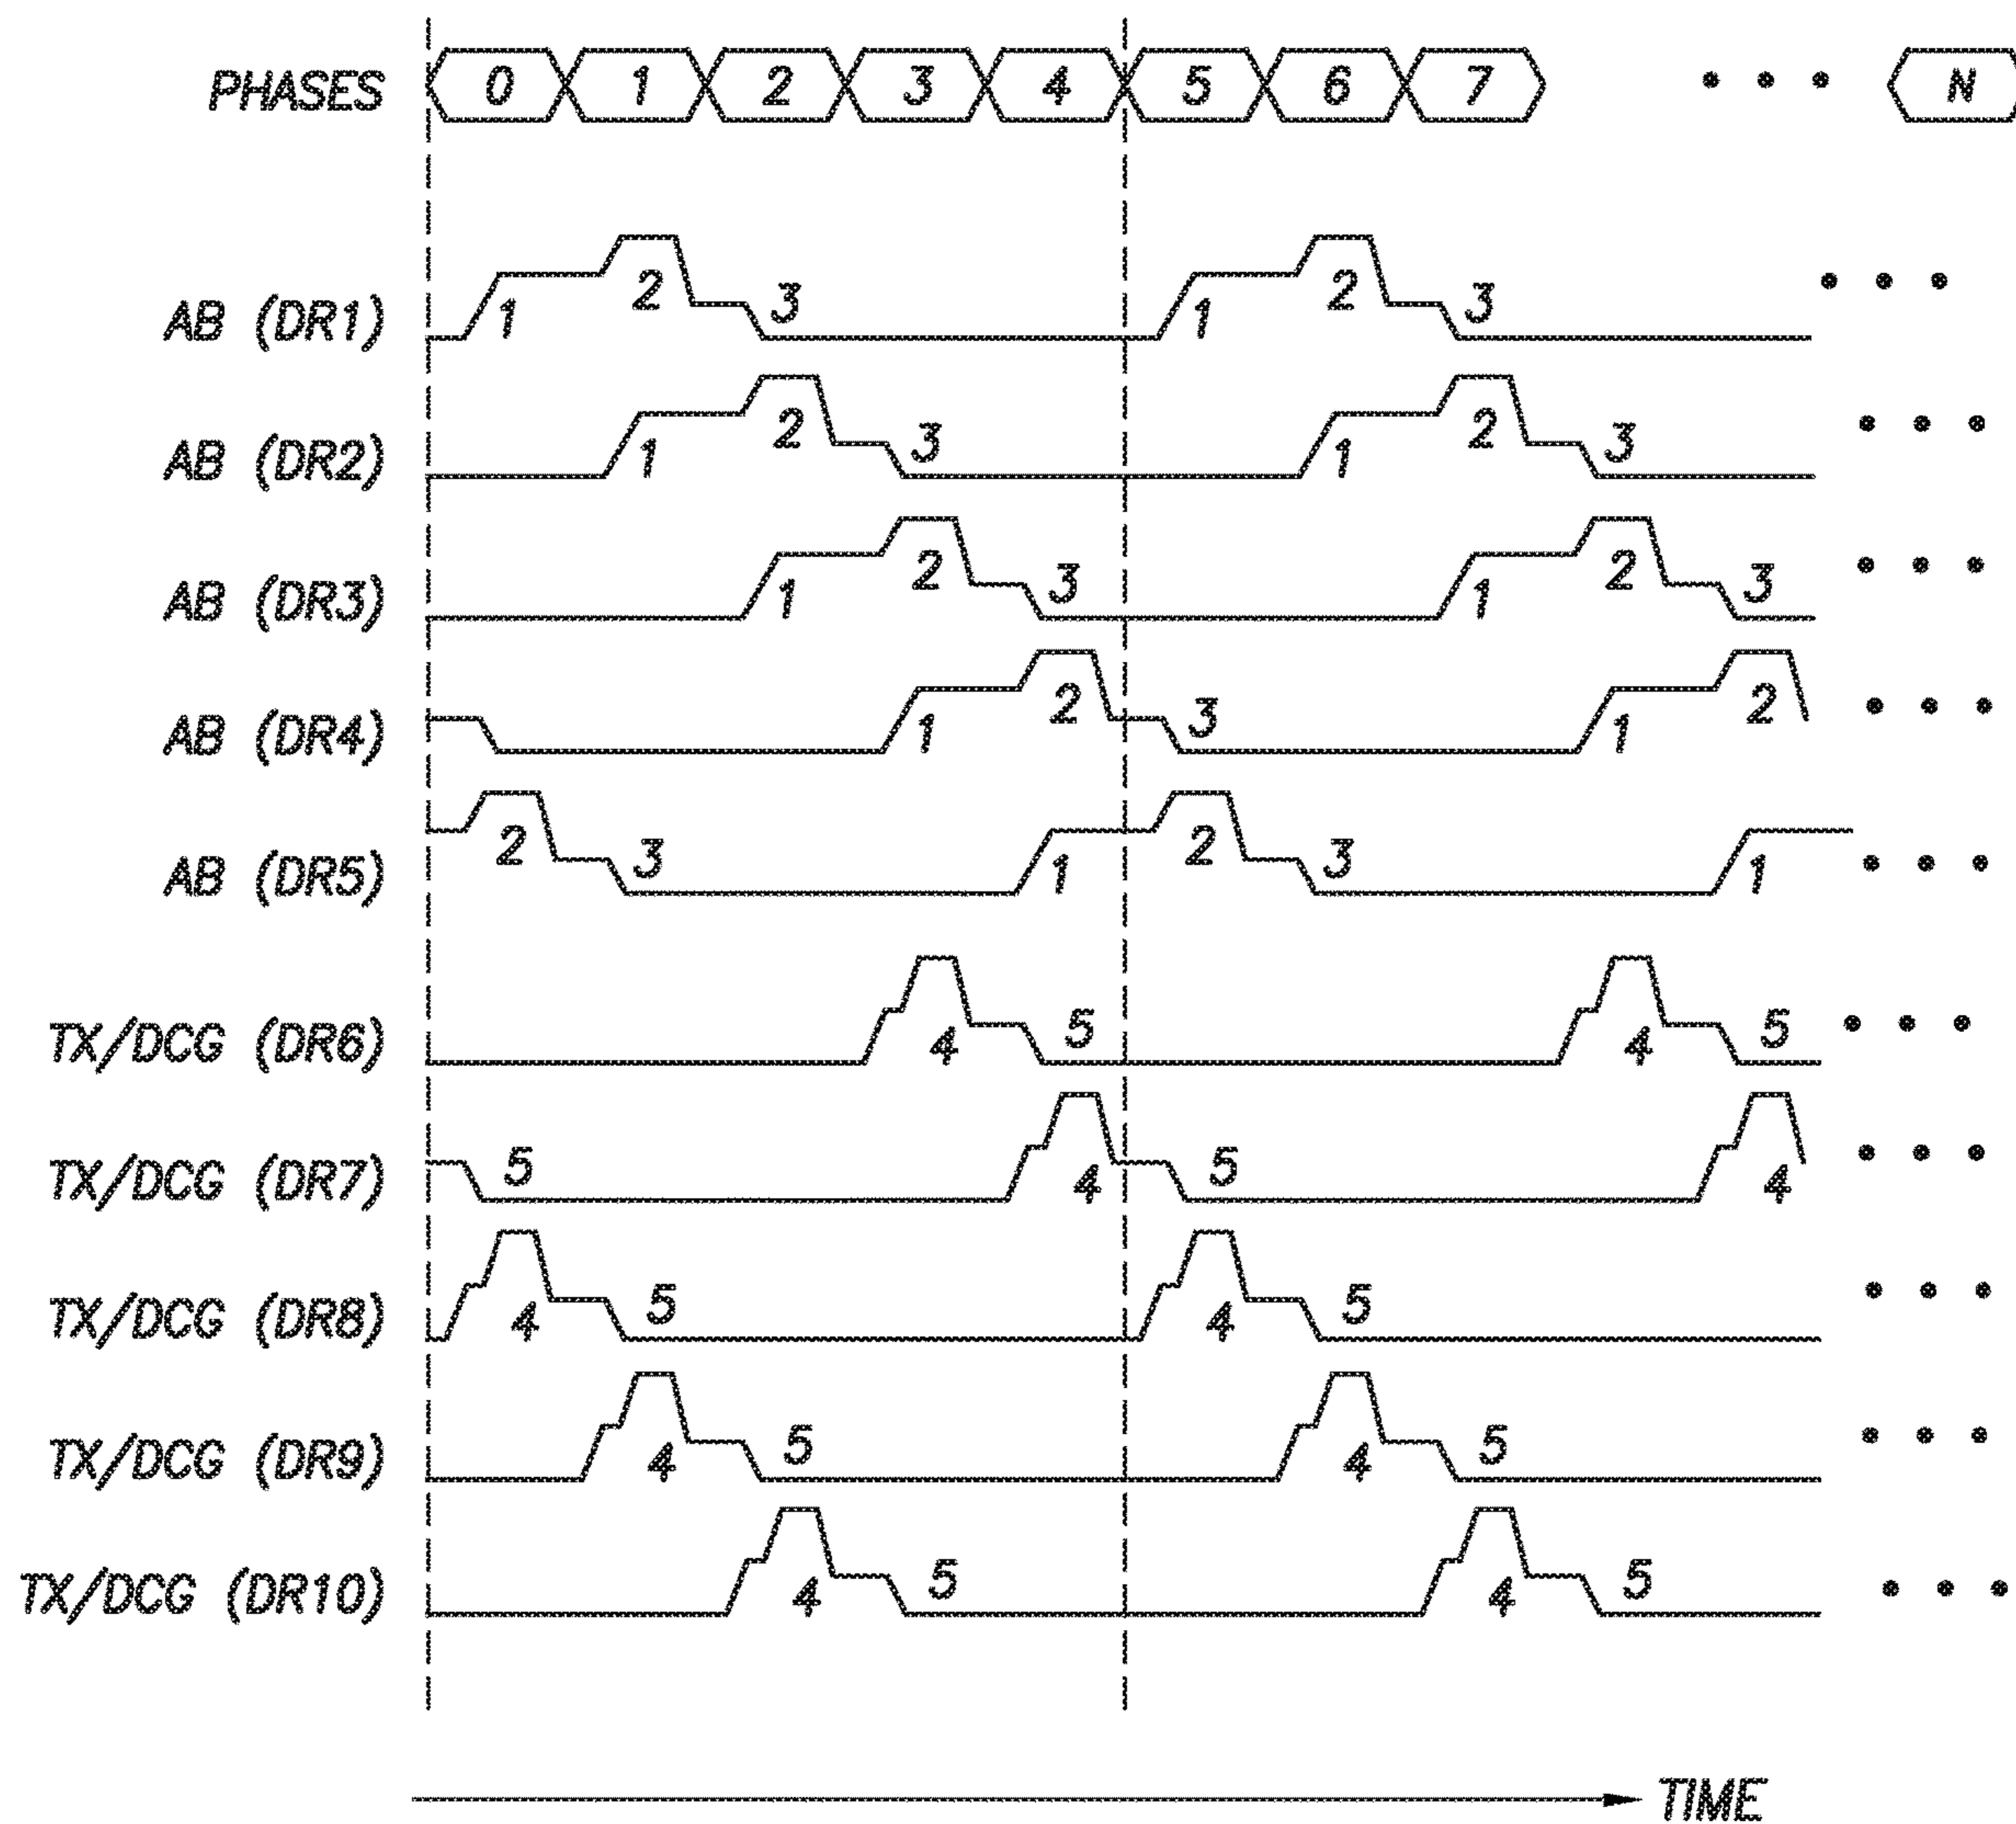 PHASES 0 1 2 3 4 5 6 7 • • • N
AB (DR1) 1 2 3 1 2 3 • • •
AB (DR2) 1 2 3 1 2 3 • • •
AB (DR3) 1 2 3 1 2 3 • • •
AB (DR4) 1 2 3 1 2 • • •
AB (DR5) 2 3 1 2 3 1 • • •
TX/DCG (DR6) 4 5 4 5 • • •
TX/DCG (DR7) 5 4 5 4 • • •
TX/DCG (DR8) 4 5 4 5 • • •
TX/DCG (DR9) 4 5 4 5 • • •
TX/DCG (DR10) 4 5 4 5 • • •
TIME